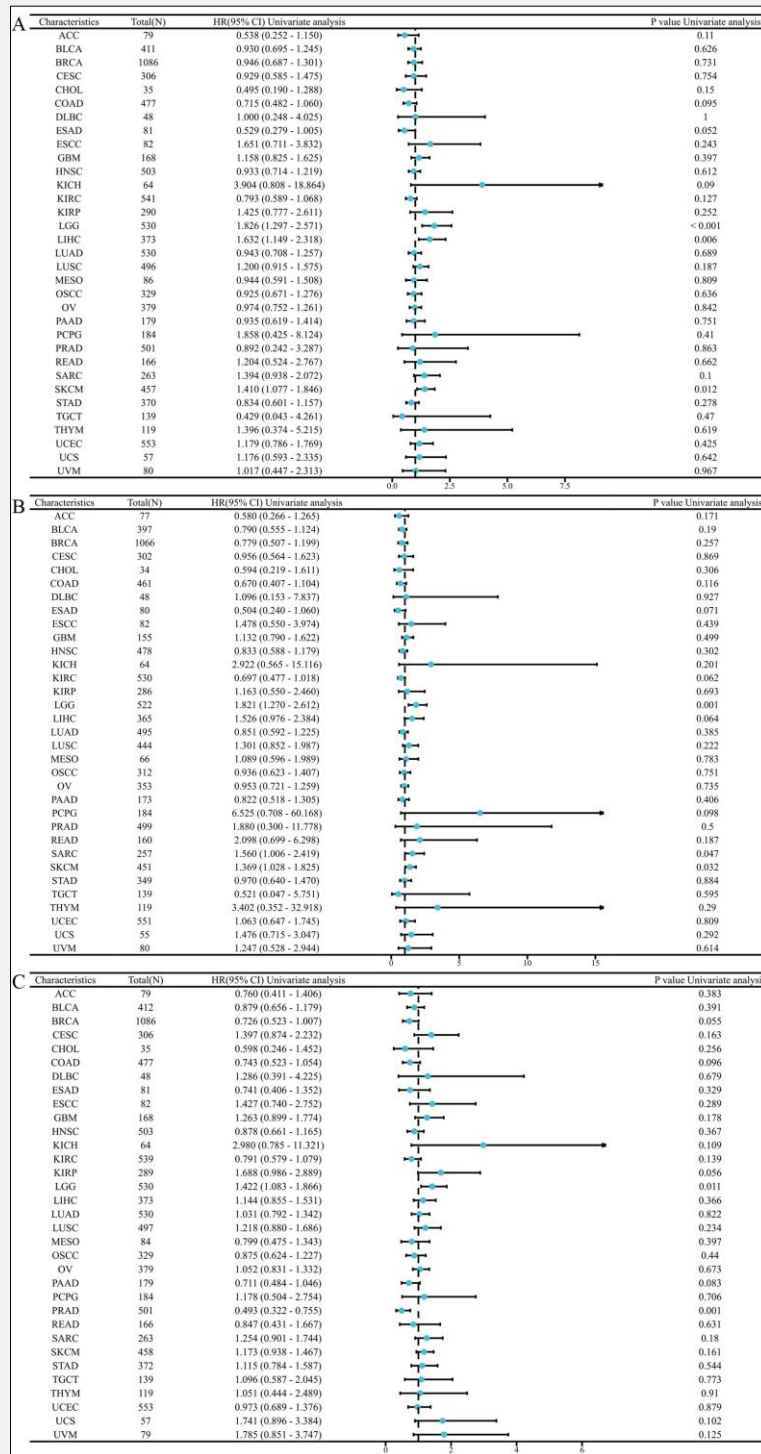 A
Characteristics Total(N) HR(95% CI) Univariate analysis P value Univariate analysis
ACC 79 0.538 (0.252 - 1.150) 0.11
BLCA 411 0.930 (0.695 - 1.245) 0.626
BRCA 1086 0.946 (0.687 - 1.301) 0.731
CESC 306 0.929 (0.585 - 1.475) 0.754
CHOL 35 0.495 (0.190 - 1.288) 0.15
COAD 477 0.715 (0.482 - 1.060) 0.095
DLBC 48 1.000 (0.248 - 4.025) 1
ESAD 81 0.529 (0.279 - 1.005) 0.052
ESCC 82 1.651 (0.711 - 3.832) 0.243
GBM 168 1.158 (0.825 - 1.625) 0.397
HNSC 503 0.933 (0.714 - 1.219) 0.612
KICH 64 3.904 (0.808 - 18.864) 0.09
KIRC 541 0.793 (0.589 - 1.068) 0.127
KIRP 290 1.425 (0.777 - 2.611) 0.252
LGG 530 1.826 (1.297 - 2.571) < 0.001
LIHC 373 1.632 (1.149 - 2.318) 0.006
LUAD 530 0.943 (0.708 - 1.257) 0.689
LUSC 496 1.200 (0.915 - 1.575) 0.187
MESO 86 0.944 (0.591 - 1.508) 0.809
OSCC 329 0.925 (0.671 - 1.276) 0.636
OV 379 0.974 (0.752 - 1.261) 0.842
PAAD 179 0.935 (0.619 - 1.414) 0.751
PCPG 184 1.858 (0.425 - 8.124) 0.41
PRAD 501 0.892 (0.242 - 3.287) 0.863
READ 166 1.204 (0.524 - 2.767) 0.662
SARC 263 1.394 (0.938 - 2.072) 0.1
SKCM 457 1.410 (1.077 - 1.846) 0.012
STAD 370 0.834 (0.601 - 1.157) 0.278
TGCT 139 0.429 (0.043 - 4.261) 0.47
THYM 119 1.396 (0.374 - 5.215) 0.619
UCEC 553 1.179 (0.786 - 1.769) 0.425
UCS 57 1.176 (0.593 - 2.335) 0.642
UVM 80 1.017 (0.447 - 2.313) 0.967
0.0 2.5 5.0 7.5
B
Characteristics Total(N) HR(95% CI) Univariate analysis P value Univariate analysis
ACC 77 0.580 (0.266 - 1.265) 0.171
BLCA 397 0.790 (0.555 - 1.124) 0.19
BRCA 1066 0.779 (0.507 - 1.199) 0.257
CESC 302 0.956 (0.564 - 1.623) 0.869
CHOL 34 0.594 (0.219 - 1.611) 0.306
COAD 461 0.670 (0.407 - 1.104) 0.116
DLBC 48 1.096 (0.153 - 7.837) 0.927
ESAD 80 0.504 (0.240 - 1.060) 0.071
ESCC 82 1.478 (0.550 - 3.974) 0.439
GBM 155 1.132 (0.790 - 1.622) 0.499
HNSC 478 0.833 (0.588 - 1.179) 0.302
KICH 64 2.922 (0.565 - 15.116) 0.201
KIRC 530 0.697 (0.477 - 1.018) 0.062
KIRP 286 1.163 (0.550 - 2.460) 0.693
LGG 522 1.821 (1.270 - 2.612) 0.001
LIHC 365 1.526 (0.976 - 2.384) 0.064
LUAD 495 0.851 (0.592 - 1.225) 0.385
LUSC 444 1.301 (0.852 - 1.987) 0.222
MESO 66 1.089 (0.596 - 1.989) 0.783
OSCC 312 0.936 (0.623 - 1.407) 0.751
OV 353 0.953 (0.721 - 1.259) 0.735
PAAD 173 0.822 (0.518 - 1.305) 0.406
PCPG 184 6.525 (0.708 - 60.168) 0.098
PRAD 499 1.880 (0.300 - 11.778) 0.5
READ 160 2.098 (0.699 - 6.298) 0.187
SARC 257 1.560 (1.006 - 2.419) 0.047
SKCM 451 1.369 (1.028 - 1.825) 0.032
STAD 349 0.970 (0.640 - 1.470) 0.884
TGCT 139 0.521 (0.047 - 5.751) 0.595
THYM 119 3.402 (0.352 - 32.918) 0.29
UCEC 551 1.063 (0.647 - 1.745) 0.809
UCS 55 1.476 (0.715 - 3.047) 0.292
UVM 80 1.247 (0.528 - 2.944) 0.614
0 5 10 15
C
Characteristics Total(N) HR(95% CI) Univariate analysis P value Univariate analysis
ACC 79 0.760 (0.411 - 1.406) 0.383
BLCA 412 0.879 (0.656 - 1.179) 0.391
BRCA 1086 0.726 (0.523 - 1.007) 0.055
CESC 306 1.397 (0.874 - 2.232) 0.163
CHOL 35 0.598 (0.246 - 1.452) 0.256
COAD 477 0.743 (0.523 - 1.054) 0.096
DLBC 48 1.286 (0.391 - 4.225) 0.679
ESAD 81 0.741 (0.406 - 1.352) 0.329
ESCC 82 1.427 (0.740 - 2.752) 0.289
GBM 168 1.263 (0.899 - 1.774) 0.178
HNSC 503 0.878 (0.661 - 1.165) 0.367
KICH 64 2.980 (0.785 - 11.321) 0.109
KIRC 539 0.791 (0.579 - 1.079) 0.139
KIRP 289 1.688 (0.986 - 2.889) 0.056
LGG 530 1.422 (1.083 - 1.866) 0.011
LIHC 373 1.144 (0.855 - 1.531) 0.366
LUAD 530 1.031 (0.792 - 1.342) 0.822
LUSC 497 1.218 (0.880 - 1.686) 0.234
MESO 84 0.799 (0.475 - 1.343) 0.397
OSCC 329 0.875 (0.624 - 1.227) 0.44
OV 379 1.052 (0.831 - 1.332) 0.673
PAAD 179 0.711 (0.484 - 1.046) 0.083
PCPG 184 1.178 (0.504 - 2.754) 0.706
PRAD 501 0.493 (0.322 - 0.755) 0.001
READ 166 0.847 (0.431 - 1.667) 0.631
SARC 263 1.254 (0.901 - 1.744) 0.18
SKCM 458 1.173 (0.938 - 1.467) 0.161
STAD 372 1.115 (0.784 - 1.587) 0.544
TGCT 139 1.096 (0.587 - 2.045) 0.773
THYM 119 1.051 (0.444 - 2.489) 0.91
UCEC 553 0.973 (0.689 - 1.376) 0.879
UCS 57 1.741 (0.896 - 3.384) 0.102
UVM 79 1.785 (0.851 - 3.747) 0.125
0 2 4 6